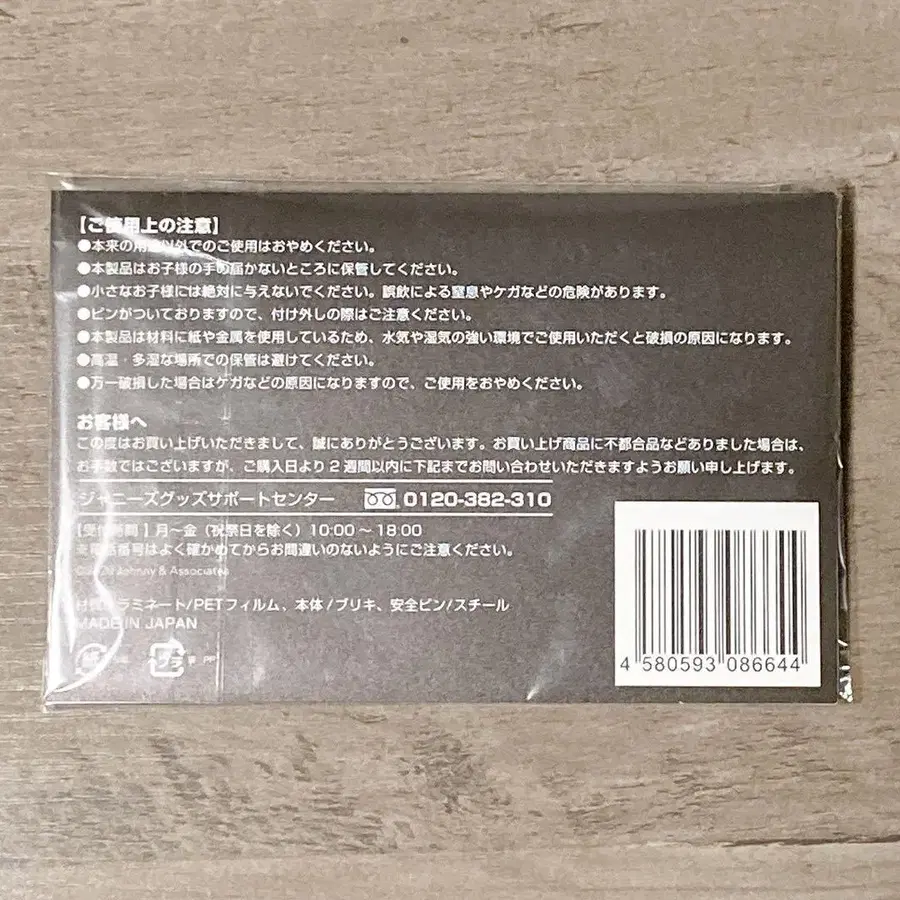 【ご使用上の注意】
●本来の用途以外でのご使用はおやめください。
●本製品はお子様の手の届かないところに保管してください。
●小さなお子様には絶対に与えないでください。誤飲による窒息やケガなどの危険があります。
●ピンがついておりますので、付け外しの際はご注意ください。
●本製品は材料に紙や金属を使用しているため、水気や湿気の強い環境でご使用いただくと破損の原因になります。
●高温・多湿な場所での保管は避けてください。
●万一破損した場合はケガなどの原因になりますので、ご使用をおやめください。
お客様へ
この度はお買い上げいただきまして、誠にありがとうございます。お買い上げ商品に不都合品などありました場合は、
お手数ではございますが、ご購入日より2週間以内に下記までお問い合わせいただきますようお願い申し上げます。
ジャニーズグッズサポートセンター 0120-382-310
【受付時間】月〜金（祝祭日を除く）10:00〜18:00
※電話番号はよく確かめてからお間違いのないようにご注意ください。
Johnny & Associates
材質：ラミネート/PETフィルム、本体/ブリキ、安全ピン/スチール
MADE IN JAPAN
紙 プラ PP
4 580593 086644